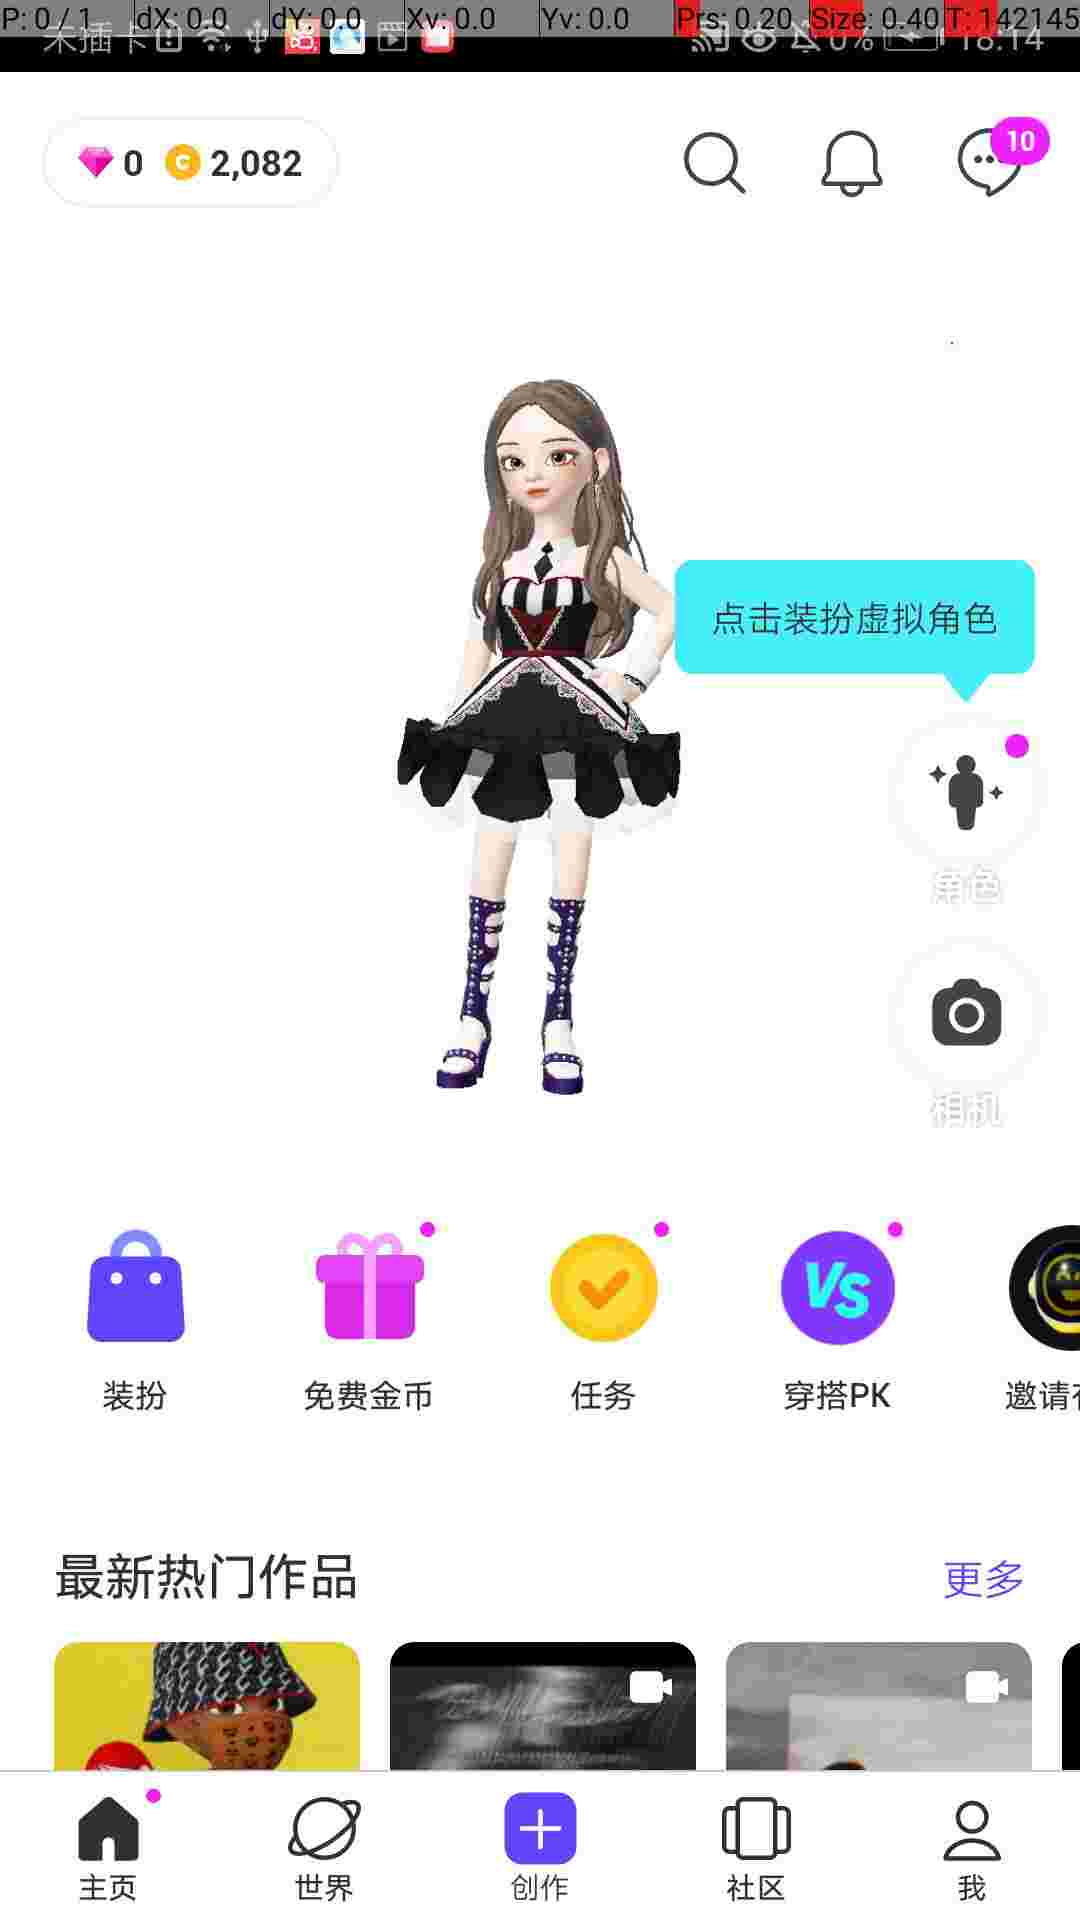 P: 0 / 1 dX: 0.0 dY: 0.0 Xv: 0.0 Yv: 0.0 Prs: 0.20 Size: 0.40 T: 142145
未插卡 0% 18:14
0 2,082 10
点击装扮虚拟角色
角色
相机
VS
装扮 免费金币 任务 穿搭PK 邀请
最新热门作品 更多
主页 世界 创作 社区 我